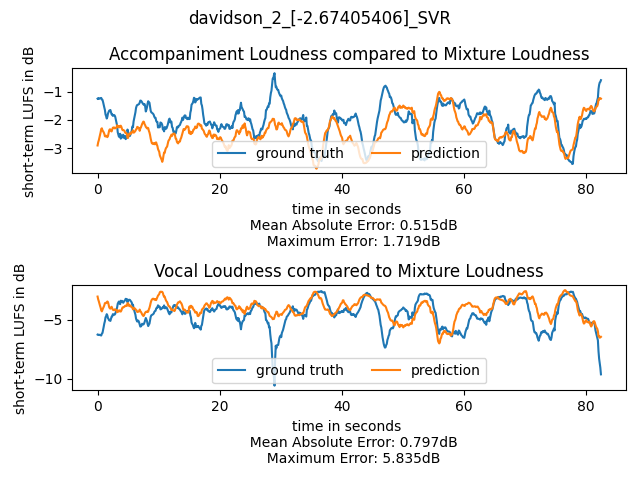 davidson_2_[-2.67405406]_SVR
Accompaniment Loudness compared to Mixture Loudness
short-term LUFS in dB
−1
−2
−3
ground truth
prediction
0
20
40
60
80
time in seconds
Mean Absolute Error: 0.515dB
Maximum Error: 1.719dB
Vocal Loudness compared to Mixture Loudness
short-term LUFS in dB
−5
−10
ground truth
prediction
0
20
40
60
80
time in seconds
Mean Absolute Error: 0.797dB
Maximum Error: 5.835dB